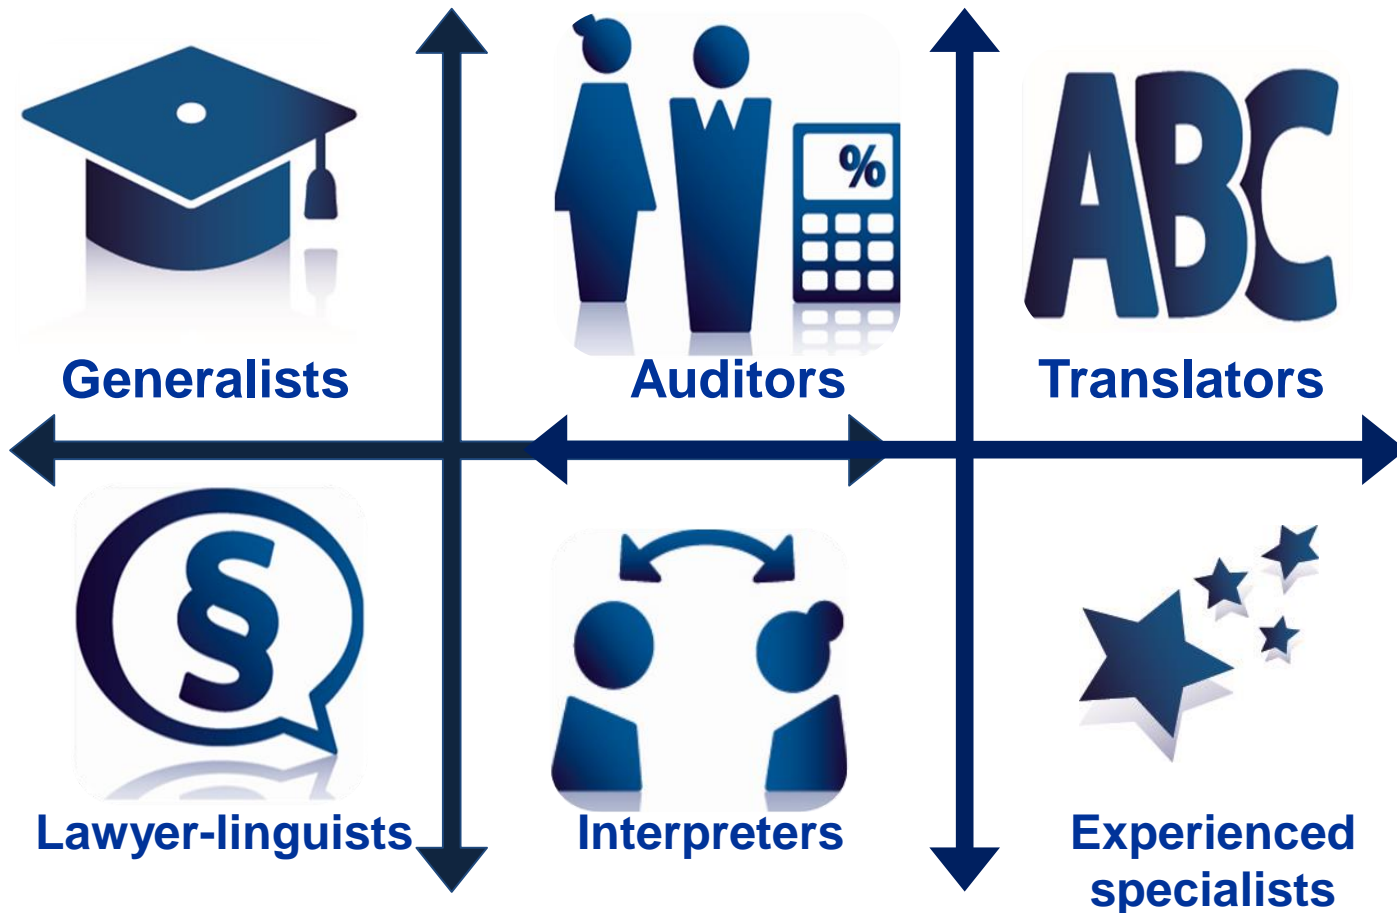 %
ABC
Generalists
Auditors
Translators
§
Lawyer-linguists
Interpreters
Experienced
specialists